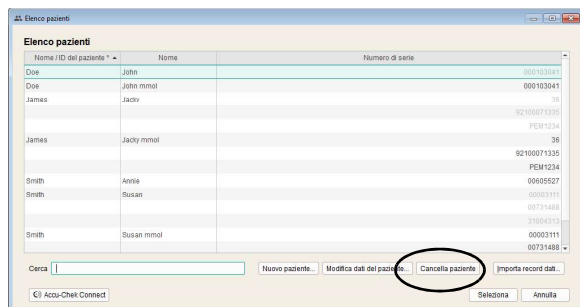 Elenco pazienti
Elenco pazienti
Nome / ID del paziente * Nome Numero di serie
Doe John 000103041
Doe John mmol 000103041
James Jacky 36
92100071335
PEM1234
James Jacky mmol 36
92100071335
PEM1234
Smith Annie 00605527
Smith Susan 00003111
00731488
31004313
Smith Susan mmol 00003111
00731488
Cerca Nuovo paziente... Modifica dati del paziente... Cancella paziente Importa record dati...
Accu-Chek Connect Seleziona Annulla